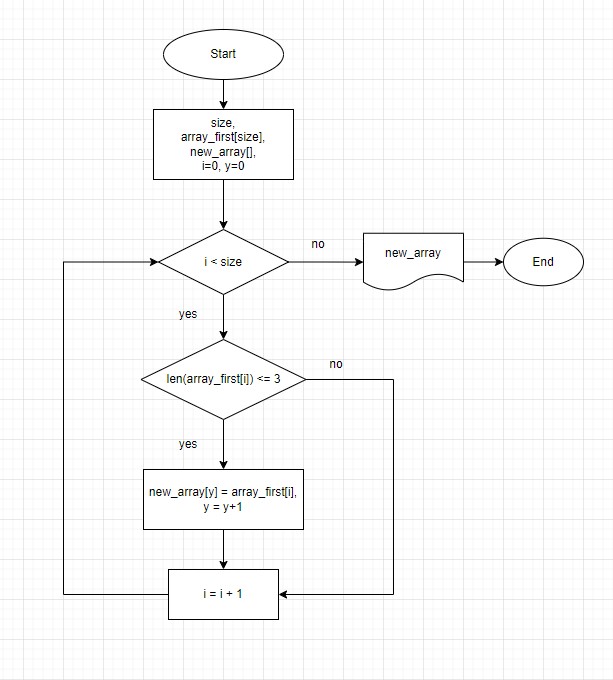 Start
size,
array_first[size],
new_array[],
i=0, y=0
i < size
no
new_array
End
yes
len(array_first[i]) <= 3
no
yes
new_array[y] = array_first[i],
y = y+1
i = i + 1